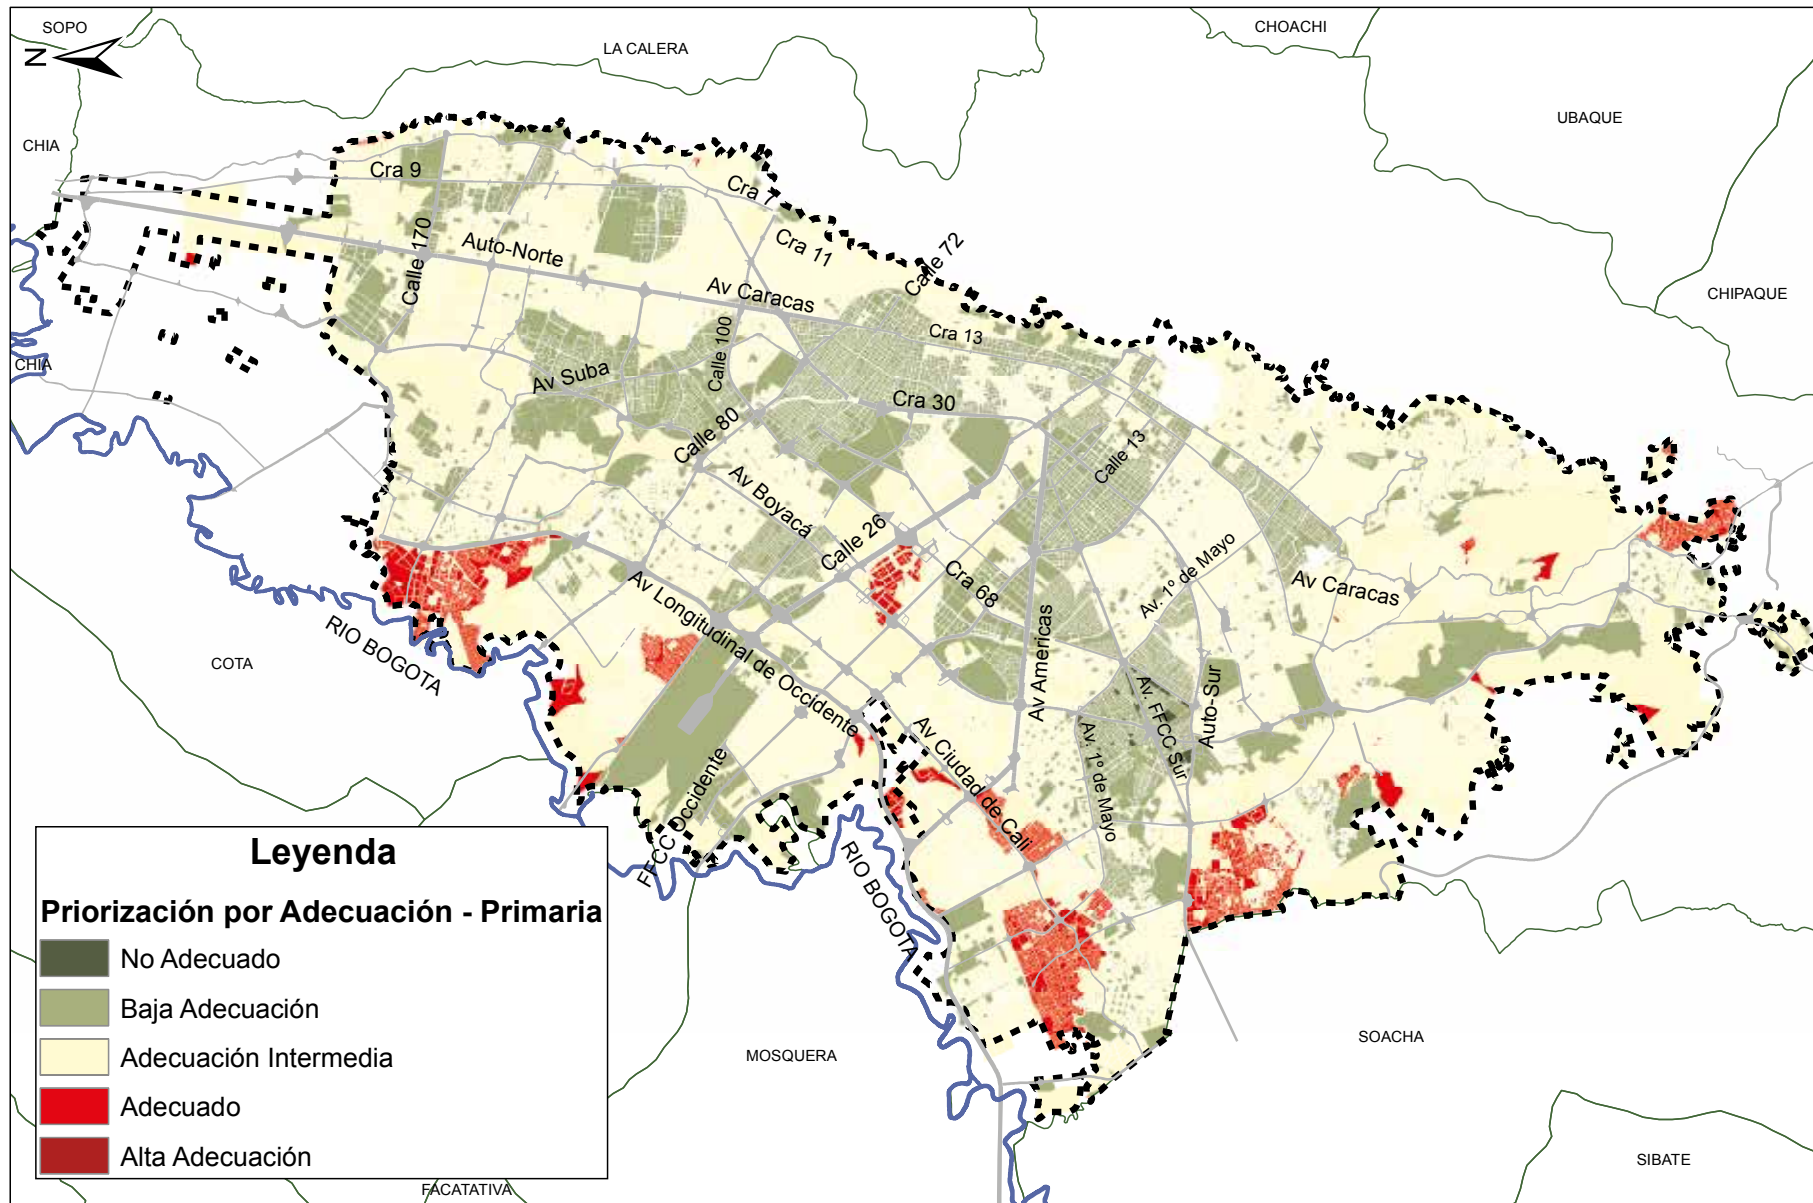 SOPO
N
LA CALERA
CHOACHI
UBAQUE
CHIA
Cra 9
Cra 7
Cra 11
Calle 170
Auto-Norte
Calle 72
CHIPAQUE
Av Caracas
Cra 13
CHIA
Calle 100
Av Suba
Cra 30
Calle 80
Calle 13
Av Boyacá
Calle 26
Av. 1º de Mayo
Cra 68
Av Caracas
Av Longitudinal de Occidente
RIO BOGOTA
COTA
Av Americas
Av. FFCC Sur
Auto-Sur
Av Ciudad de Cali
Av. 1º de Mayo
FFCC Occidente
RIO BOGOTA
Leyenda
Priorización por Adecuación - Primaria
No Adecuado
Baja Adecuación
Adecuación Intermedia
Adecuado
Alta Adecuación
MOSQUERA
SOACHA
SIBATE
FACATATIVA